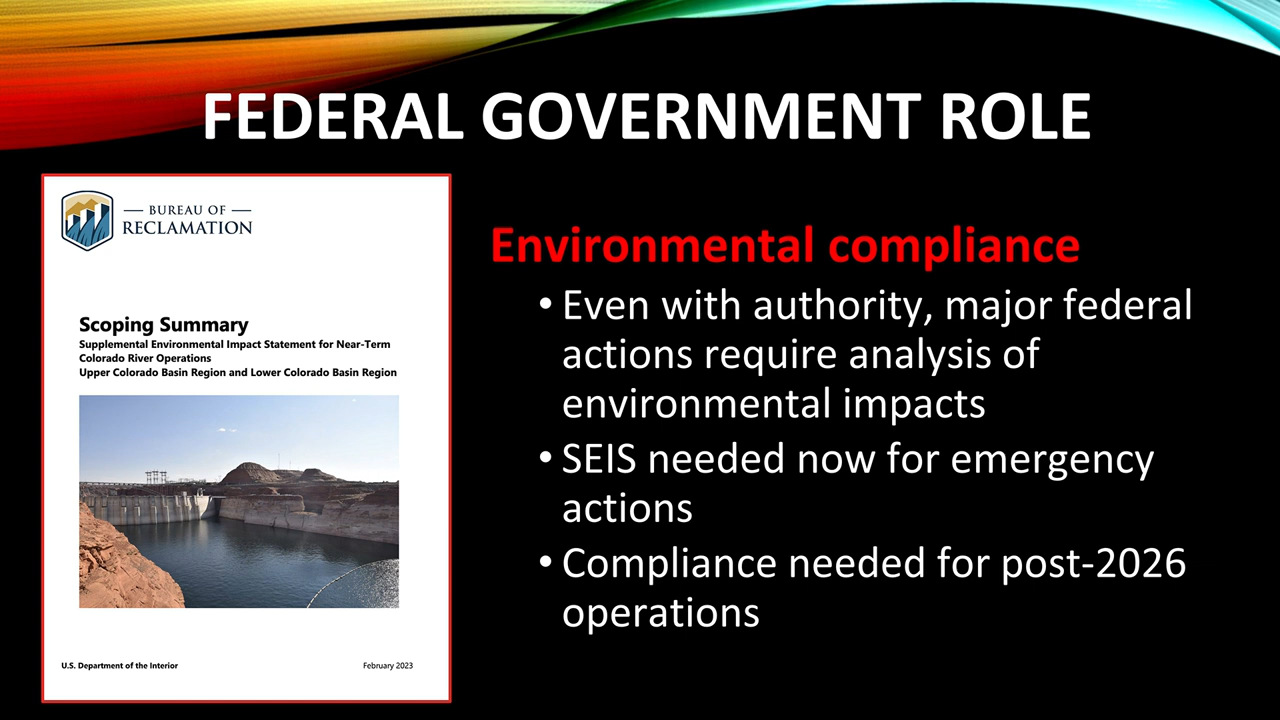 FEDERAL GOVERNMENT ROLE
BUREAU OF
RECLAMATION
Scoping Summary
Supplemental Environmental Impact Statement for Near-Term
Colorado River Operations
Upper Colorado Basin Region and Lower Colorado Basin Region
U.S. Department of the Interior
February 2023
Environmental compliance
• Even with authority, major federal
actions require analysis of
environmental impacts
• SEIS needed now for emergency
actions
• Compliance needed for post-2026
operations